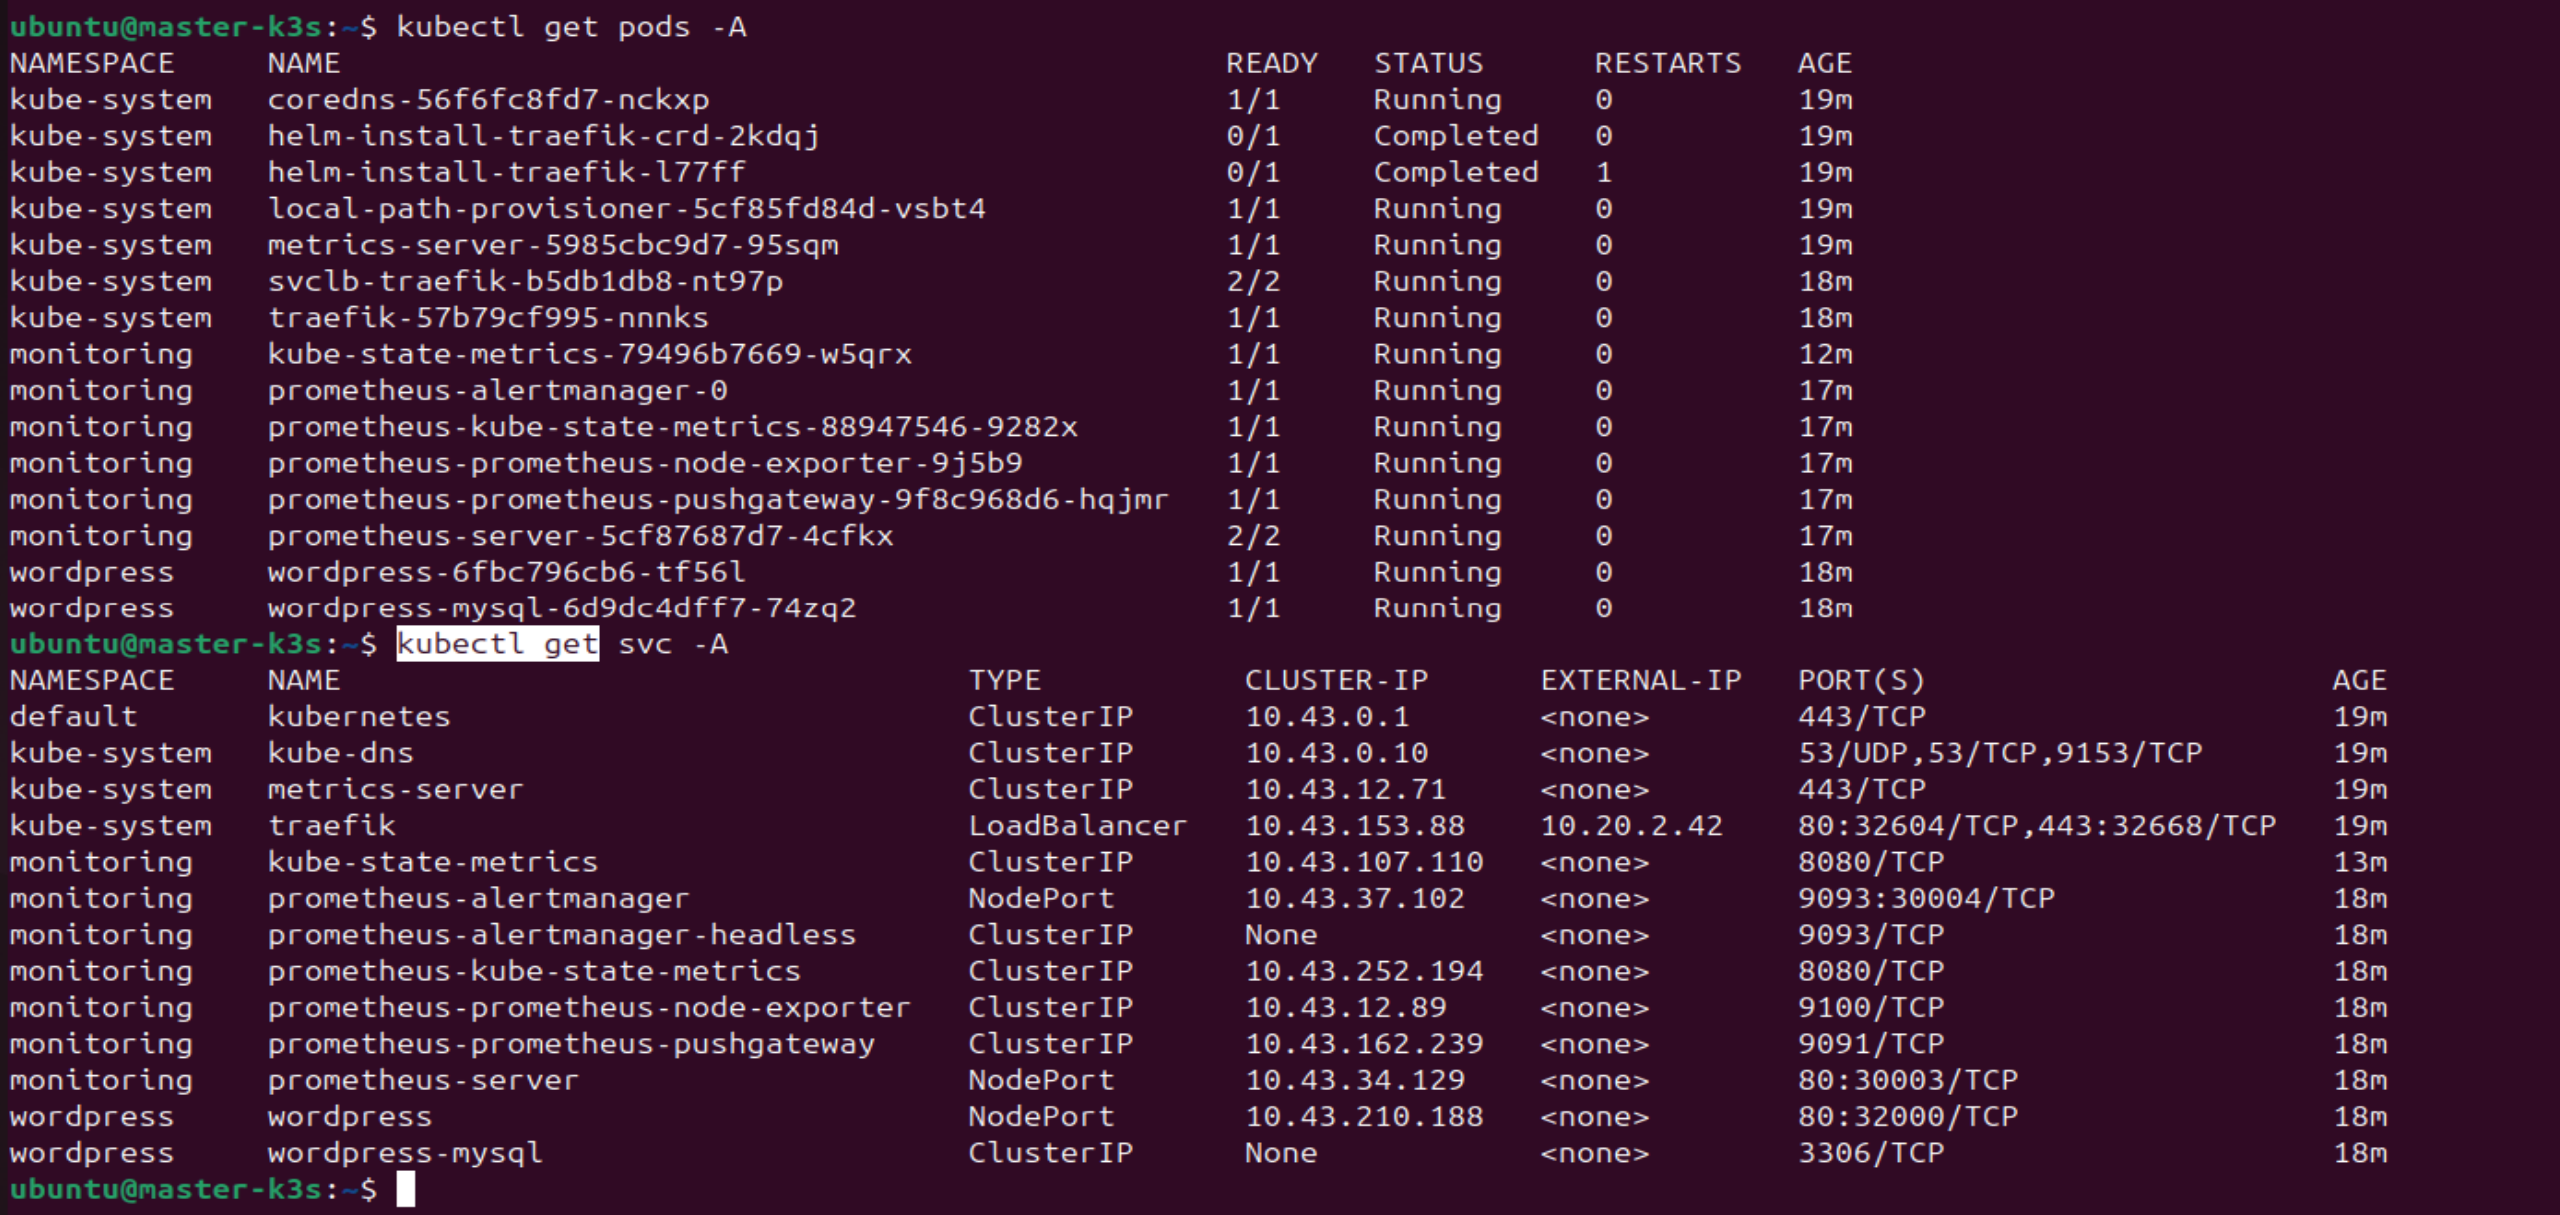 ubuntu@master-k3s:~$ kubectl get pods -A
NAMESPACE     NAME                                                READY   STATUS      RESTARTS   AGE
kube-system   coredns-56f6fc8fd7-nckxp                            1/1     Running     0          19m
kube-system   helm-install-traefik-crd-2kdqj                      0/1     Completed   0          19m
kube-system   helm-install-traefik-l77ff                          0/1     Completed   1          19m
kube-system   local-path-provisioner-5cf85fd84d-vsbt4             1/1     Running     0          19m
kube-system   metrics-server-5985cbc9d7-95sqm                     1/1     Running     0          19m
kube-system   svclb-traefik-b5db1db8-nt97p                        2/2     Running     0          18m
kube-system   traefik-57b79cf995-nnnks                            1/1     Running     0          18m
monitoring    kube-state-metrics-79496b7669-w5qrx                 1/1     Running     0          12m
monitoring    prometheus-alertmanager-0                           1/1     Running     0          17m
monitoring    prometheus-kube-state-metrics-88947546-9282x        1/1     Running     0          17m
monitoring    prometheus-prometheus-node-exporter-9j5b9           1/1     Running     0          17m
monitoring    prometheus-prometheus-pushgateway-9f8c968d6-hqjmr   1/1     Running     0          17m
monitoring    prometheus-server-5cf87687d7-4cfkx                  2/2     Running     0          17m
wordpress     wordpress-6fbc796cb6-tf56l                          1/1     Running     0          18m
wordpress     wordpress-mysql-6d9dc4dff7-74zq2                    1/1     Running     0          18m
ubuntu@master-k3s:~$ kubectl get svc -A
NAMESPACE     NAME                                  TYPE           CLUSTER-IP      EXTERNAL-IP   PORT(S)                      AGE
default       kubernetes                            ClusterIP      10.43.0.1       <none>        443/TCP                      19m
kube-system   kube-dns                              ClusterIP      10.43.0.10      <none>        53/UDP,53/TCP,9153/TCP       19m
kube-system   metrics-server                        ClusterIP      10.43.12.71     <none>        443/TCP                      19m
kube-system   traefik                               LoadBalancer   10.43.153.88    10.20.2.42    80:32604/TCP,443:32668/TCP   19m
monitoring    kube-state-metrics                    ClusterIP      10.43.107.110   <none>        8080/TCP                     13m
monitoring    prometheus-alertmanager               NodePort       10.43.37.102    <none>        9093:30004/TCP               18m
monitoring    prometheus-alertmanager-headless      ClusterIP      None            <none>        9093/TCP                     18m
monitoring    prometheus-kube-state-metrics         ClusterIP      10.43.252.194   <none>        8080/TCP                     18m
monitoring    prometheus-prometheus-node-exporter   ClusterIP      10.43.12.89     <none>        9100/TCP                     18m
monitoring    prometheus-prometheus-pushgateway     ClusterIP      10.43.162.239   <none>        9091/TCP                     18m
monitoring    prometheus-server                     NodePort       10.43.34.129    <none>        80:30003/TCP                 18m
wordpress     wordpress                             NodePort       10.43.210.188   <none>        80:32000/TCP                 18m
wordpress     wordpress-mysql                       ClusterIP      None            <none>        3306/TCP                     18m
ubuntu@master-k3s:~$